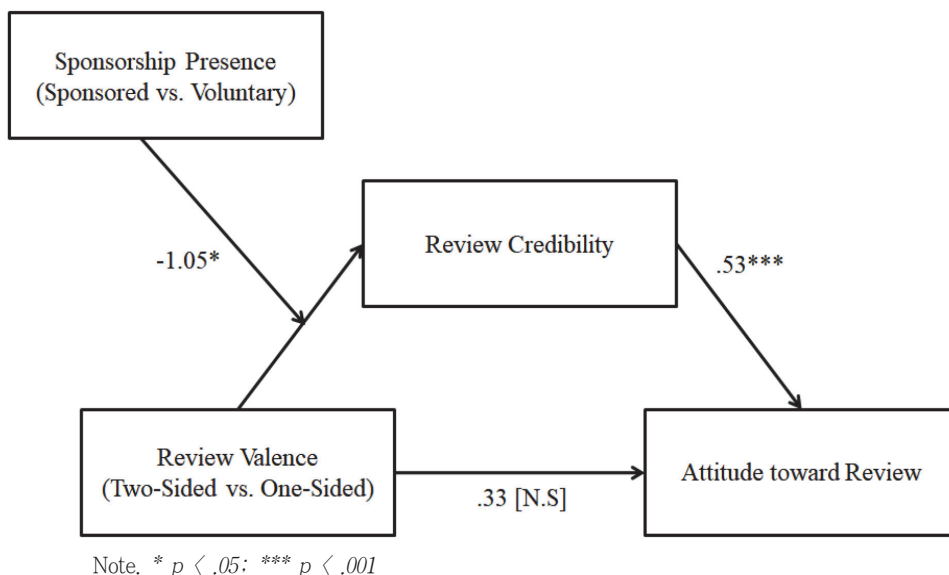 Sponsorship Presence
(Sponsored vs. Voluntary)
Review Credibility
-1.05*
.53***
Review Valence
(Two-Sided vs. One-Sided)
Attitude toward Review
.33 [N.S]
Note. * p < .05; *** p < .001